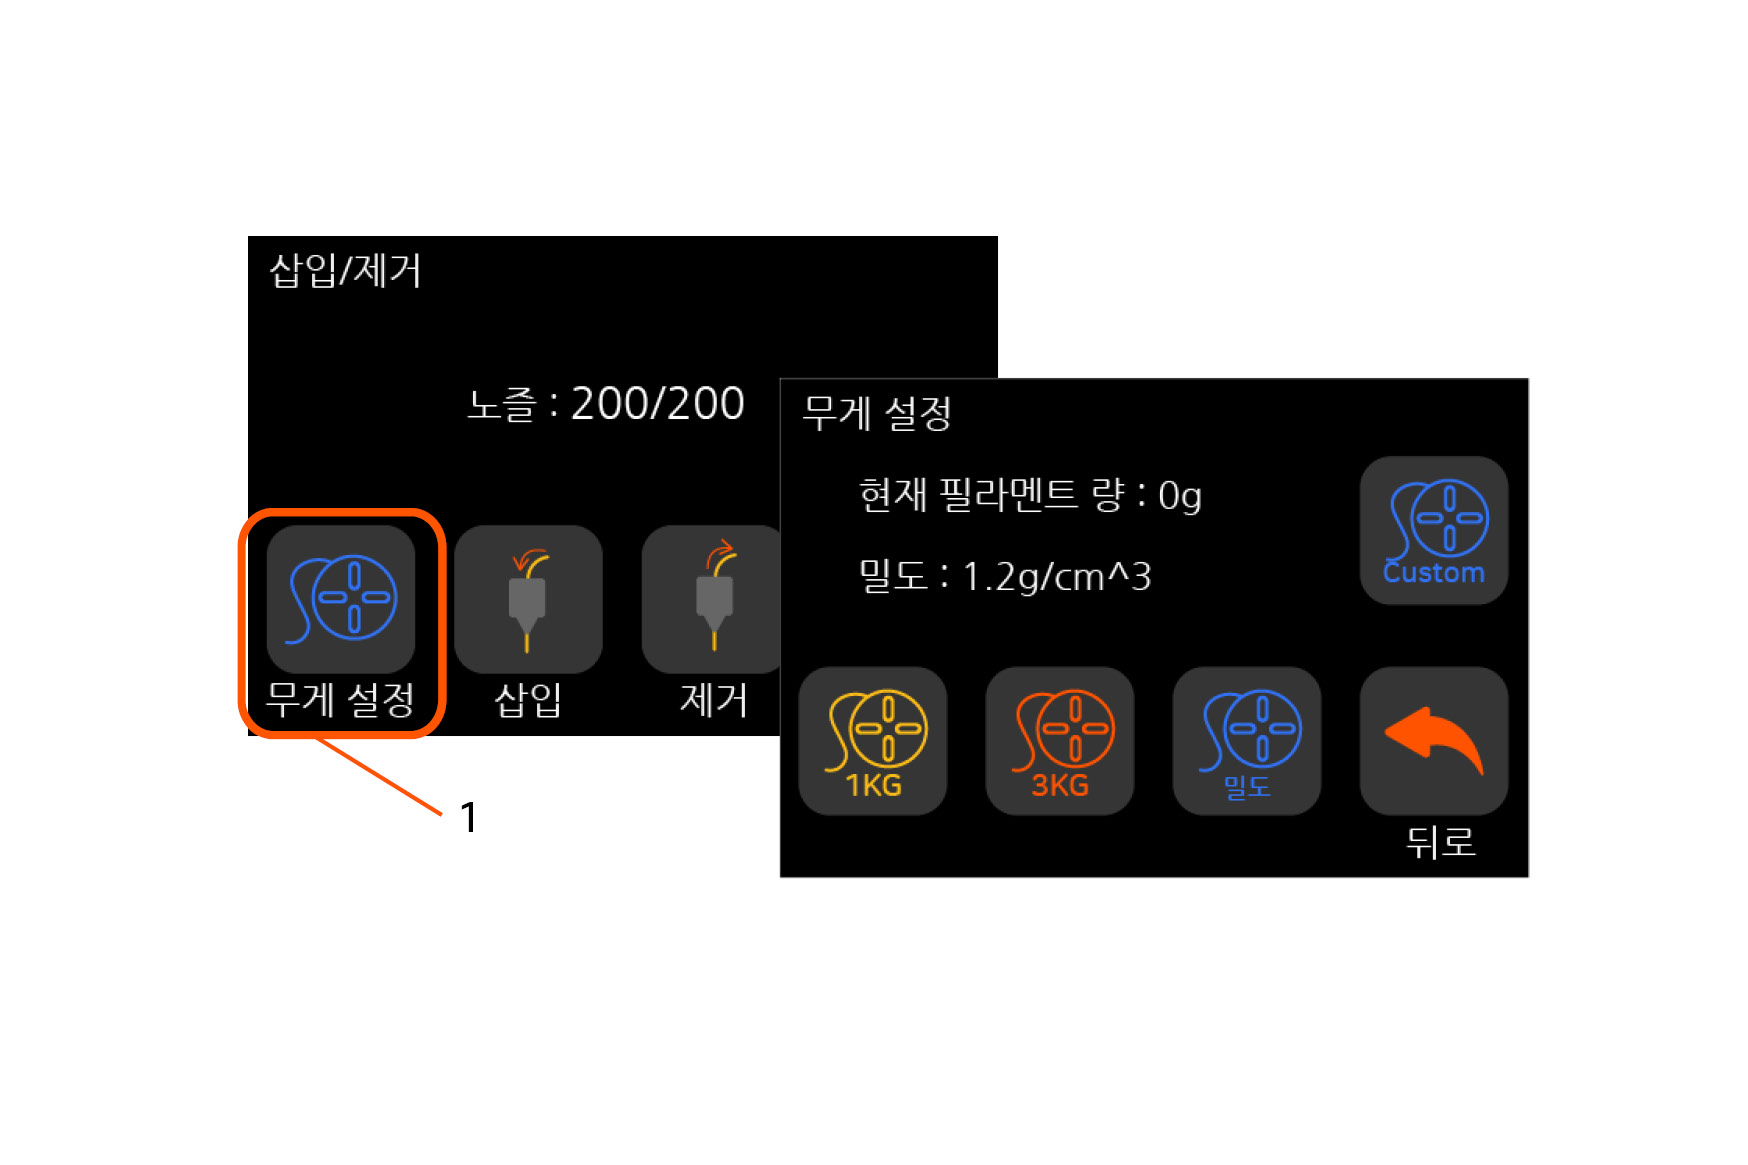 삽입/제거
노즐 : 200/200
무게 설정
삽입
제거
1
무게 설정
현재 필라멘트 량 : 0g
밀도 : 1.2g/cm^3
Custom
1KG
3KG
밀도
뒤로